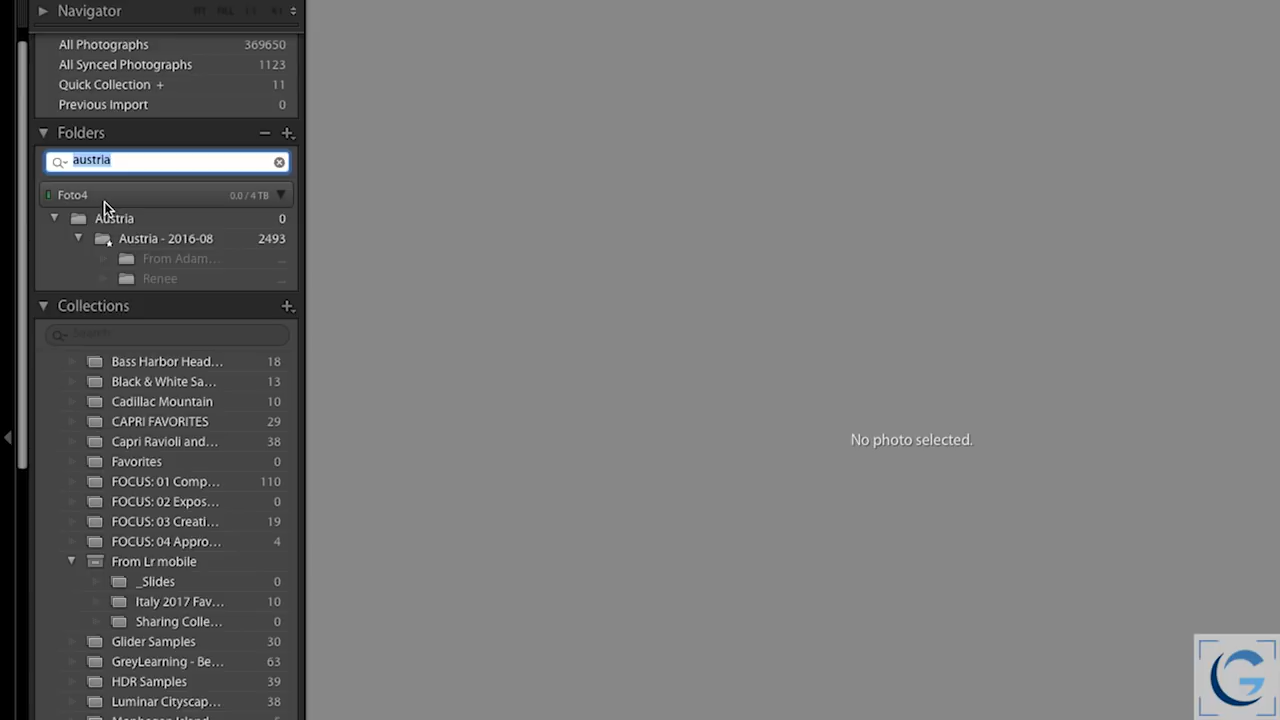 Navigator
All Photographs 369650
All Synced Photographs 1123
Quick Collection + 11
Previous Import 0
Folders
austria
Foto4 0.0 / 4 TB
Austria 0
Austria - 2016-08 2493
From Adam...
Renee
Collections
Search
Bass Harbor Head... 18
Black & White Sa... 13
Cadillac Mountain 10
CAPRI FAVORITES 29
Capri Ravioli and... 38
Favorites 0
FOCUS: 01 Comp... 110
FOCUS: 02 Expos... 0
FOCUS: 03 Creati... 19
FOCUS: 04 Appro... 4
From Lr mobile
_Slides 0
Italy 2017 Fav... 10
Sharing Colle... 0
Glider Samples 30
GreyLearning - Be... 63
HDR Samples 39
Luminar Cityscap... 38
No photo selected.